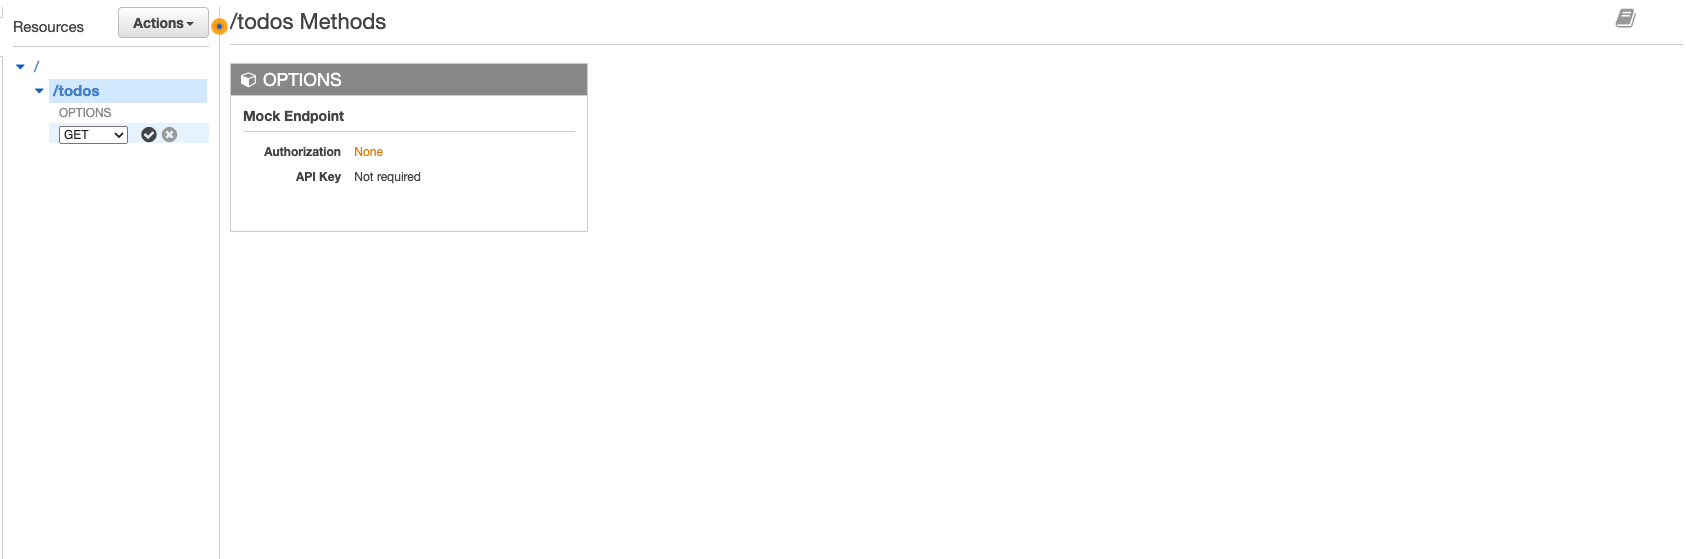 Resources
Actions
/todos Methods
/
/todos
OPTIONS
GET
OPTIONS
Mock Endpoint
Authorization None
API Key Not required